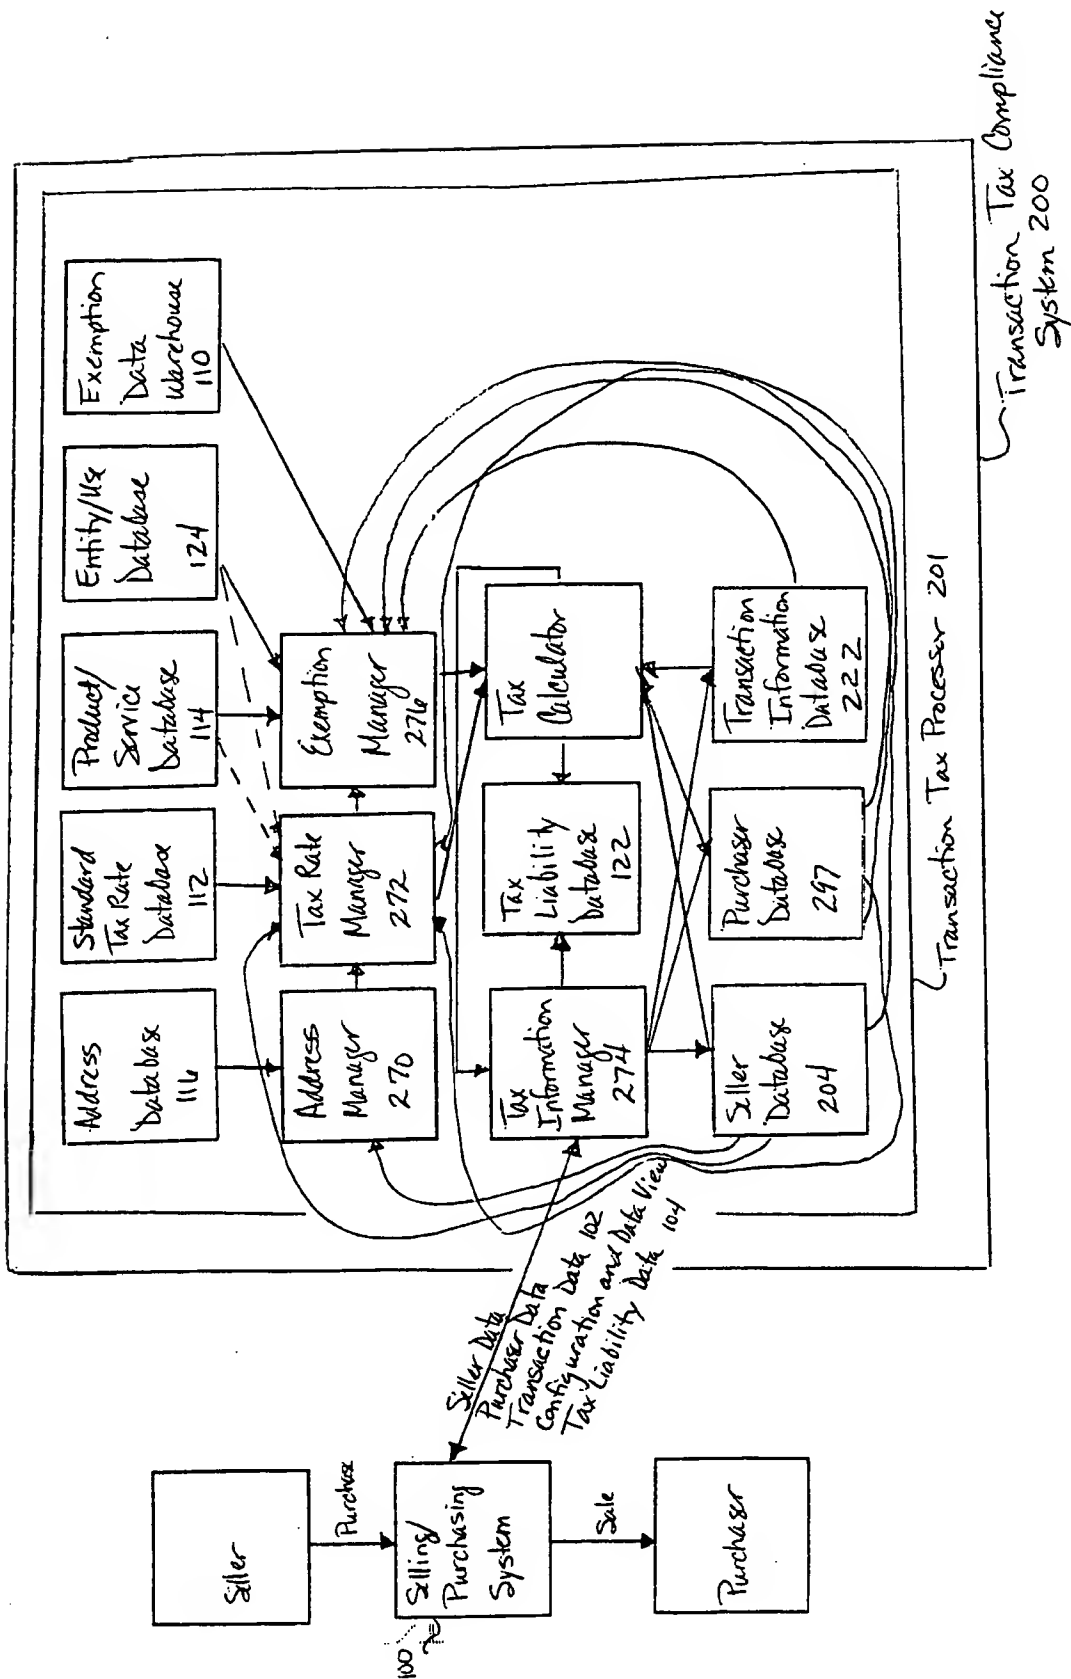 Seller
Purchase
100
Selling/
Purchasing
System
Sale
Purchaser
Seller Data
Purchaser Data
Transaction Data 102
Configuration and Data View
Tax Liability Data 104
Address
Database
116
Standard
Tax Rate
Database
112
Product/
Service
Database
114
Entity/Use
Database
124
Exemption
Data
Warehouse
110
Address
Manager
270
Tax Rate
Manager
272
Exemption
Manager
276
Tax
Information
Manager
274
Tax
Liability
Database
122
Tax
Calculator
Seller
Database
204
Purchaser
Database
297
Transaction
Information
Database
222
Transaction Tax Processor 201
Transaction Tax Compliance
System 200